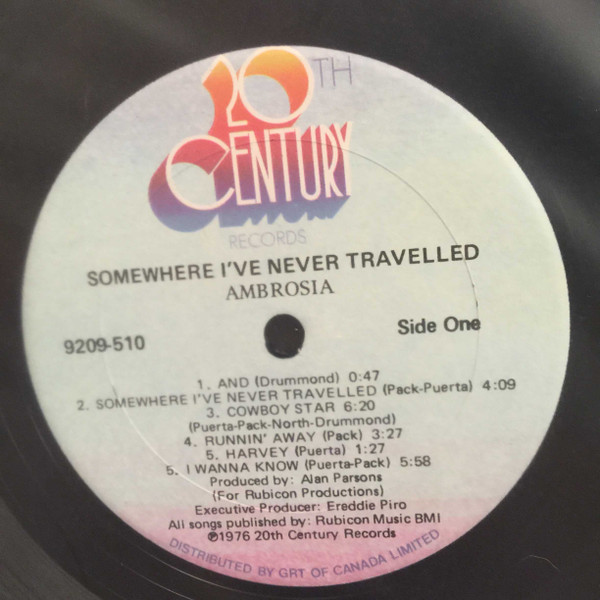 20TH
CENTURY
RECORDS
SOMEWHERE I'VE NEVER TRAVELLED
AMBROSIA
9209-510
Side One
1. AND (Drummond) 0:47
2. SOMEWHERE I'VE NEVER TRAVELLED (Pack-Puerta) 4:09
3. COWBOY STAR 6:20
(Puerta-Pack-North-Drummond)
4. RUNNIN' AWAY (Pack) 3:27
5. HARVEY (Puerta) 1:27
5. I WANNA KNOW (Puerta-Pack) 5:58
Produced by: Alan Parsons
(For Rubicon Productions)
Executive Producer: Ereddie Piro
All songs published by: Rubicon Music BMI
℗1976 20th Century Records
DISTRIBUTED BY GRT OF CANADA LIMITED